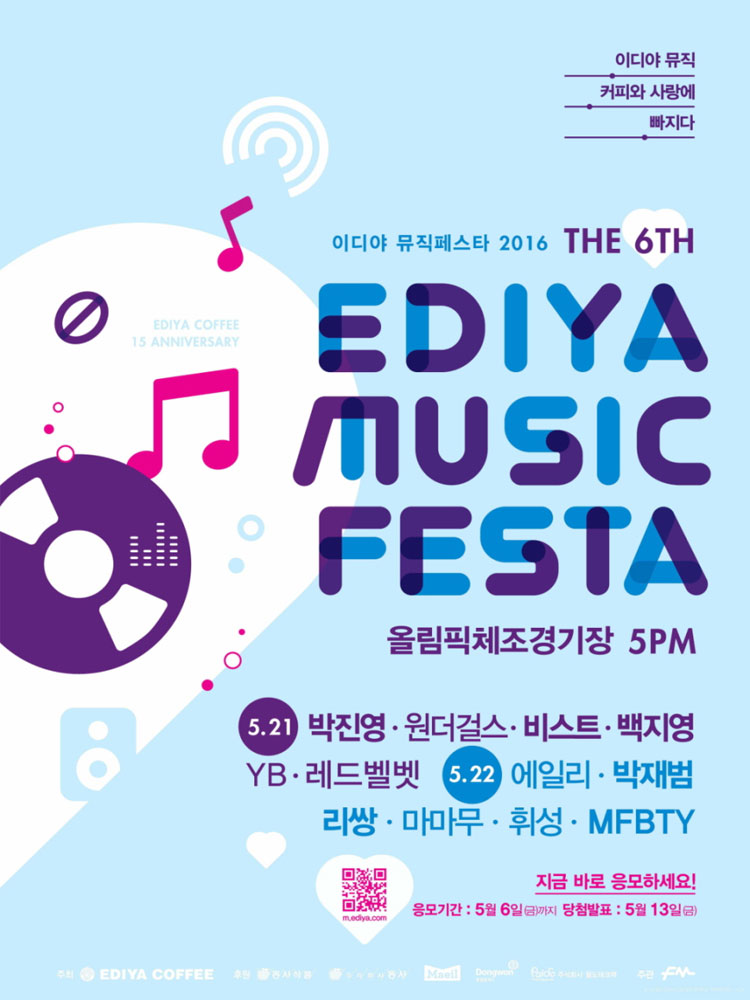 이디야 뮤직
커피와 사랑에
빠지다
이디야 뮤직페스타 2016 THE 6TH
EDIYA COFFEE
15 ANNIVERSARY
EDIYA
MUSIC
FESTA
올림픽체조경기장 5PM
5.21 박진영 · 원더걸스 · 비스트 · 백지영
YB · 레드벨벳 5.22 에일리 · 박재범
리쌍 · 마마무 · 휘성 · MFBTY
지금 바로 응모하세요!
응모기간 : 5월 6일(금)까지 당첨발표 : 5월 13일(금)
m.ediya.com
주최 EDIYA COFFEE 후원 동서식품 Maeil Dongwon 주관 FM